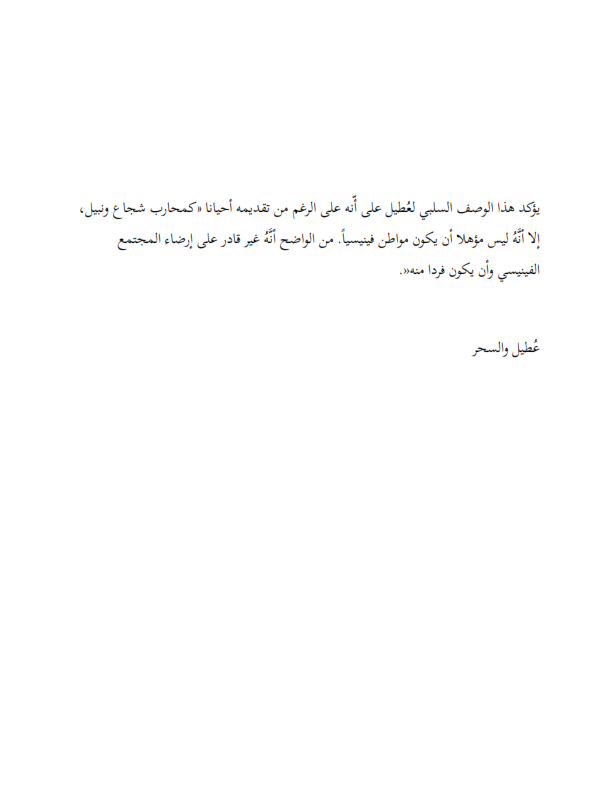 يؤكد هذا الوصف السلبي لعُطيل على أنّه على الرغم من تقديمه أحيانا «كمحارب شجاع ونبيل،
إلا أنَّهُ ليس مؤهلا أن يكون مواطن فينيسياً. من الواضح أنَّهُ غير قادر على إرضاء المجتمع
الفينيسي وأن يكون فردا منه«.
عُطيل والسحر